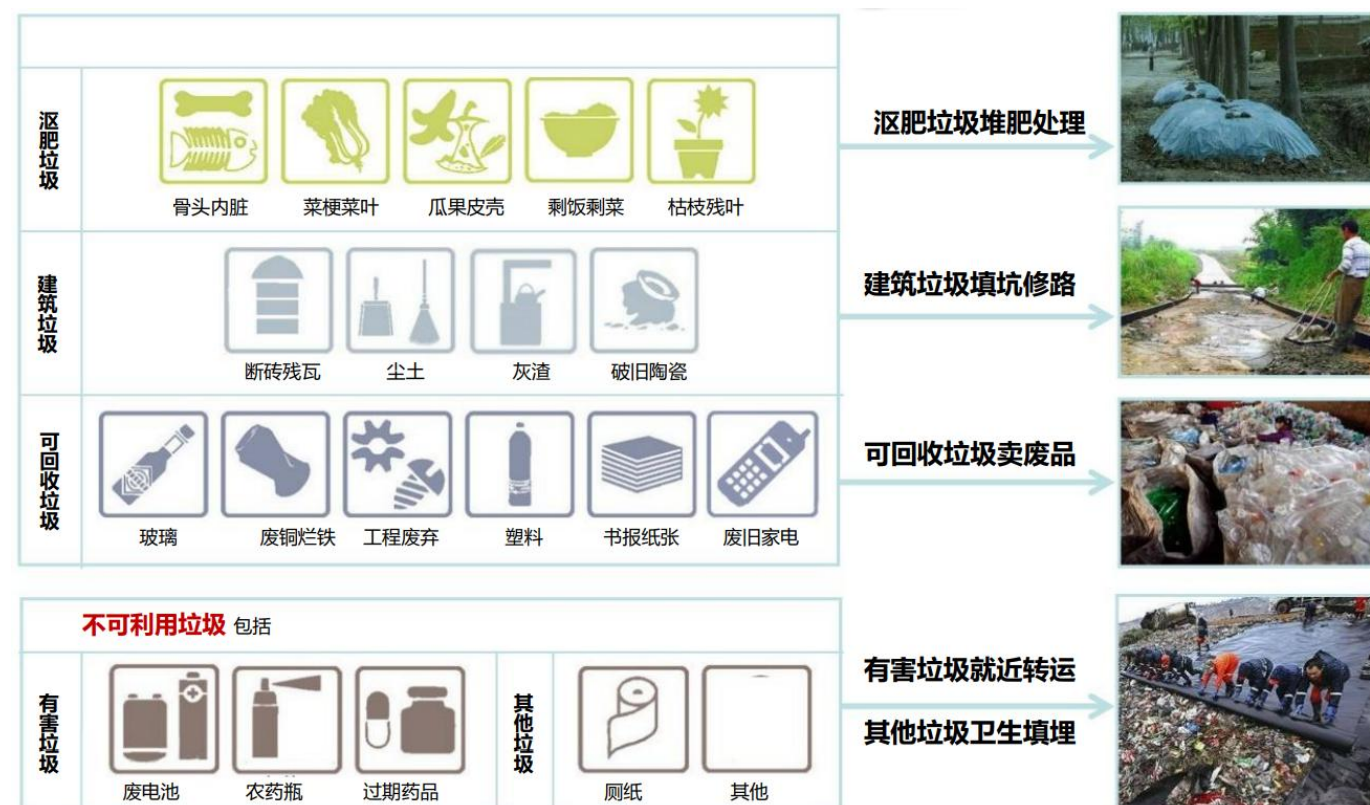 沤肥垃圾
骨头内脏 菜梗菜叶 瓜果皮壳 剩饭剩菜 枯枝残叶
沤肥垃圾堆肥处理
建筑垃圾
断砖残瓦 尘土 灰渣 破旧陶瓷
建筑垃圾填坑修路
可回收垃圾
玻璃 废铜烂铁 工程废弃 塑料 书报纸张 废旧家电
可回收垃圾卖废品
不可利用垃圾 包括
有害垃圾
废电池 农药瓶 过期药品
其他垃圾
厕纸 其他
有害垃圾就近转运
其他垃圾卫生填埋